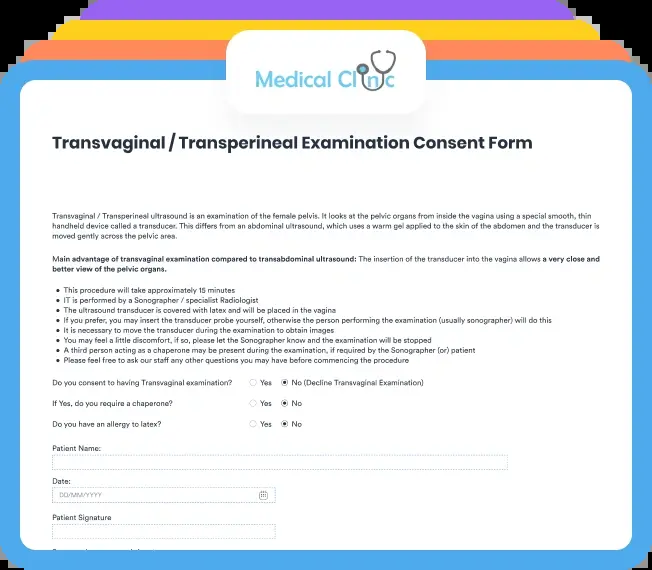 Medical Clinic
Transvaginal / Transperineal Examination Consent Form
Transvaginal / Transperineal ultrasound is an examination of the female pelvis. It looks at the pelvic organs from inside the vagina using a special smooth, thin
handheld device called a transducer. This differs from an abdominal ultrasound, which uses a warm gel applied to the skin of the abdomen and the transducer is
moved gently across the pelvic area.
Main advantage of transvaginal examination compared to transabdominal ultrasound: The insertion of the transducer into the vagina allows a very close and
better view of the pelvic organs.
This procedure will take approximately 15 minutes
IT is performed by a Sonographer / specialist Radiologist
The ultrasound transducer is covered with latex and will be placed in the vagina
If you prefer, you may insert the transducer probe yourself, otherwise the person performing the examination (usually sonographer) will do this
It is necessary to move the transducer during the examination to obtain images
You may feel a little discomfort, if so, please let the Sonographer know and the examination will be stopped
A third person acting as a chaperone may be present during the examination, if required by the Sonographer (or) patient
Please feel free to ask our staff any other questions you may have before commencing the procedure
Do you consent to having Transvaginal examination? Yes No (Decline Transvaginal Examination)
If Yes, do you require a chaperone? Yes No
Do you have an allergy to latex? Yes No
Patient Name:
Date:
DD/MM/YYYY
Patient Signature